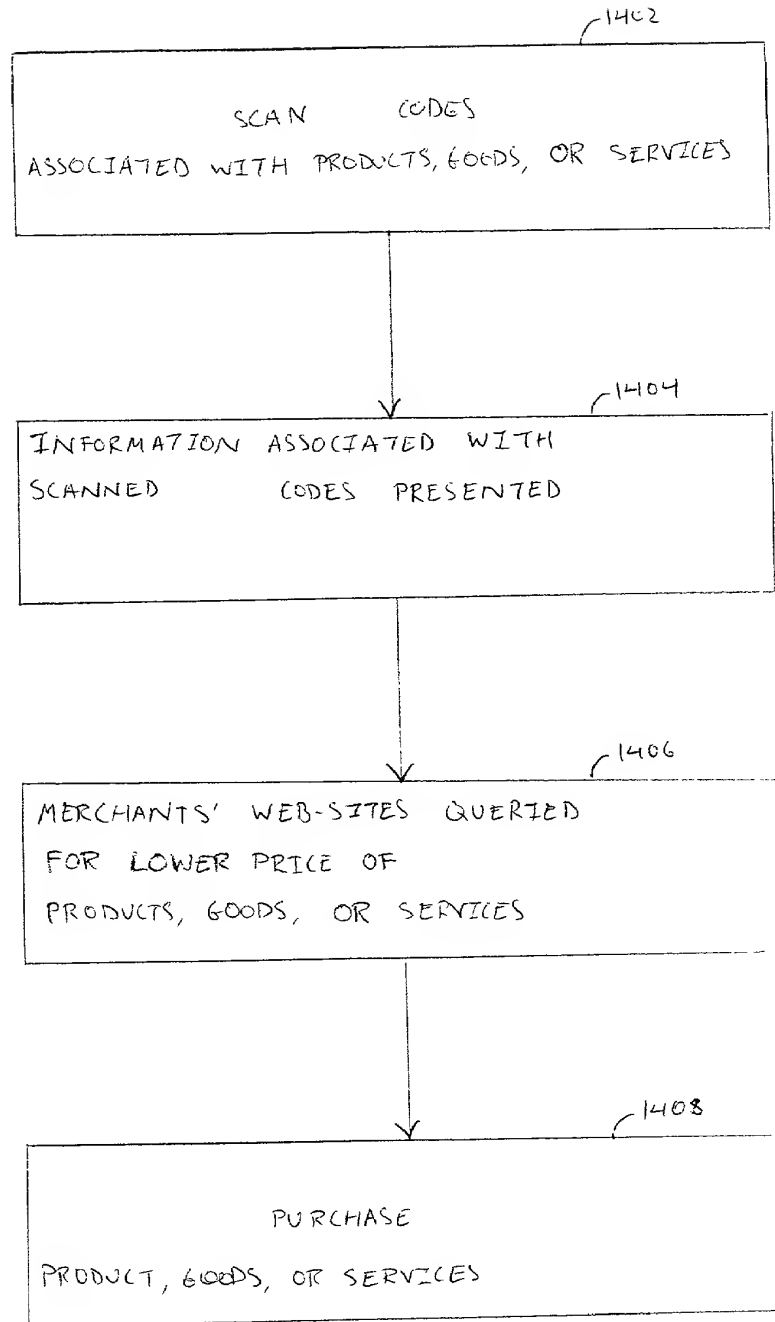 1402
SCAN CODES
ASSOCIATED WITH PRODUCTS, GOODS, OR SERVICES
1404
INFORMATION ASSOCIATED WITH
SCANNED CODES PRESENTED
1406
MERCHANTS' WEB-SITES QUERIED
FOR LOWER PRICE OF
PRODUCTS, GOODS, OR SERVICES
1408
PURCHASE
PRODUCT, GOODS, OR SERVICES